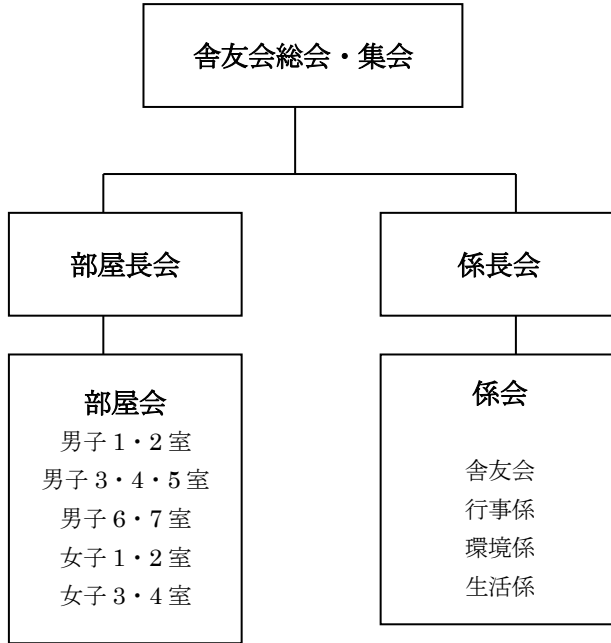 舎友会総会・集会
部屋長会
係長会
部屋会
男子 1・2 室
男子 3・4・5 室
男子 6・7 室
女子 1・2 室
女子 3・4 室
係会
舎友会
行事係
環境係
生活係